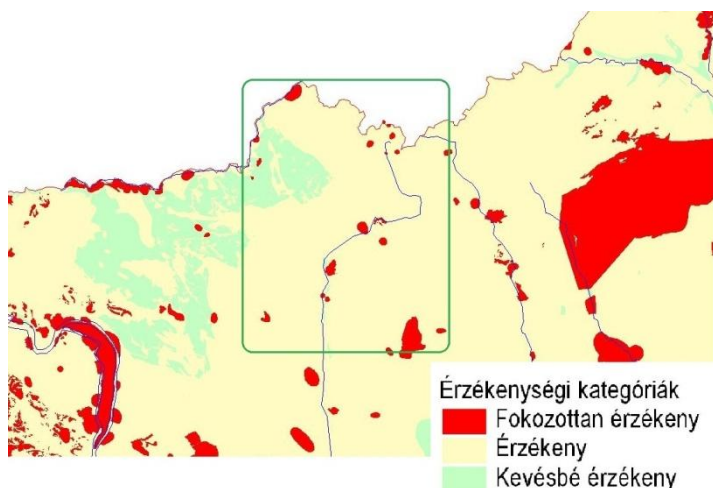 Érzékenységi kategóriák
Fokozottan érzékeny
Érzékeny
Kevésbé érzékeny